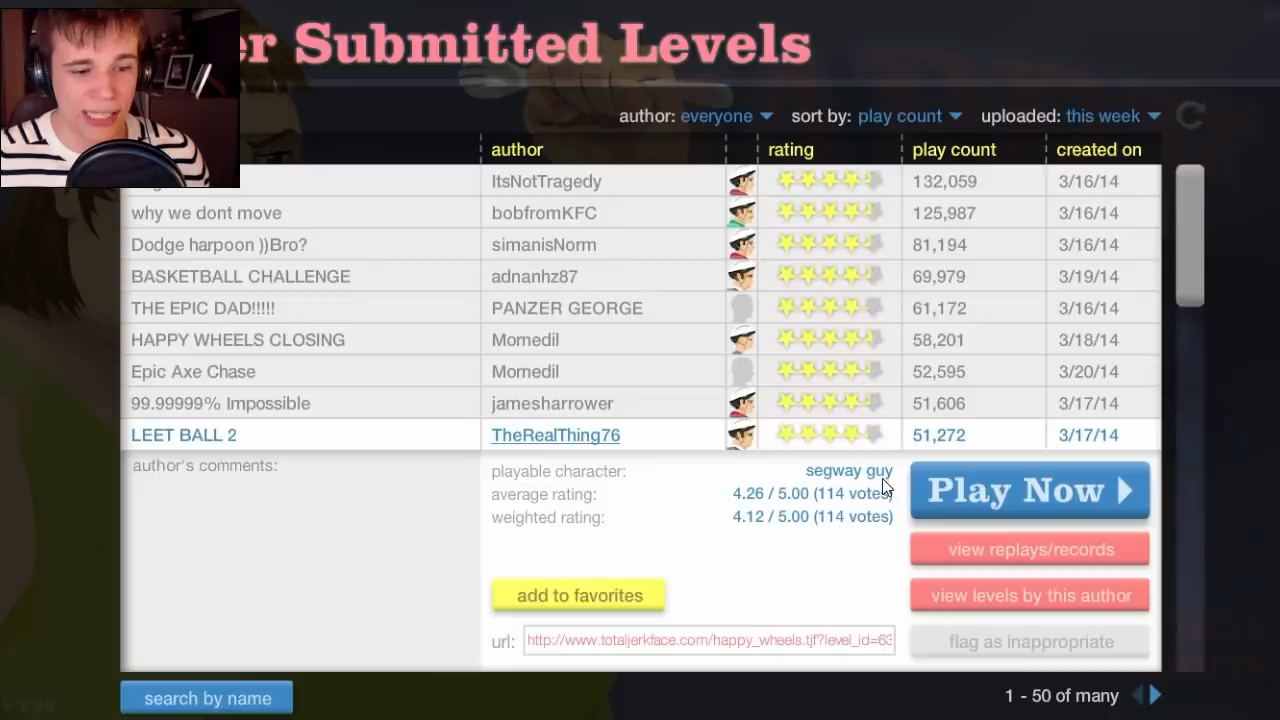 er Submitted Levels
author: everyone sort by: play count uploaded: this week
author rating play count created on
ItsNotTragedy 132,059 3/16/14
why we dont move bobfromKFC 125,987 3/16/14
Dodge harpoon ))Bro? simanisNorm 81,194 3/16/14
BASKETBALL CHALLENGE adnanhz87 69,979 3/19/14
THE EPIC DAD!!!!! PANZER GEORGE 61,172 3/16/14
HAPPY WHEELS CLOSING Momedil 58,201 3/18/14
Epic Axe Chase Momedil 52,595 3/20/14
99.99999% Impossible jamesharrower 51,606 3/17/14
LEET BALL 2 TheRealThing76 51,272 3/17/14
author's comments: playable character: segway guy
average rating: 4.26 / 5.00 (114 votes)
weighted rating: 4.12 / 5.00 (114 votes)
Play Now
view replays/records
add to favorites view levels by this author
url: http://www.totaljerkface.com/happy_wheels.tjf?level_id=63 flag as inappropriate
search by name 1 - 50 of many